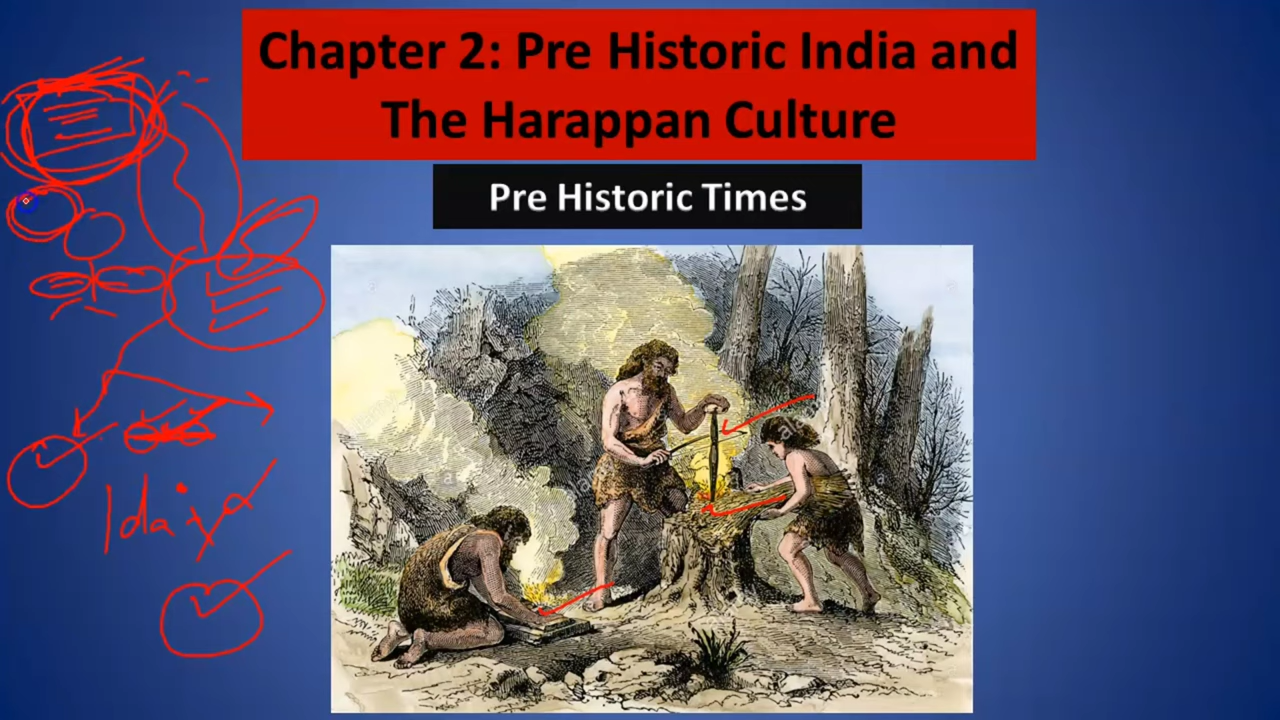 Chapter 2: Pre Historic India and
The Harappan Culture
Pre Historic Times